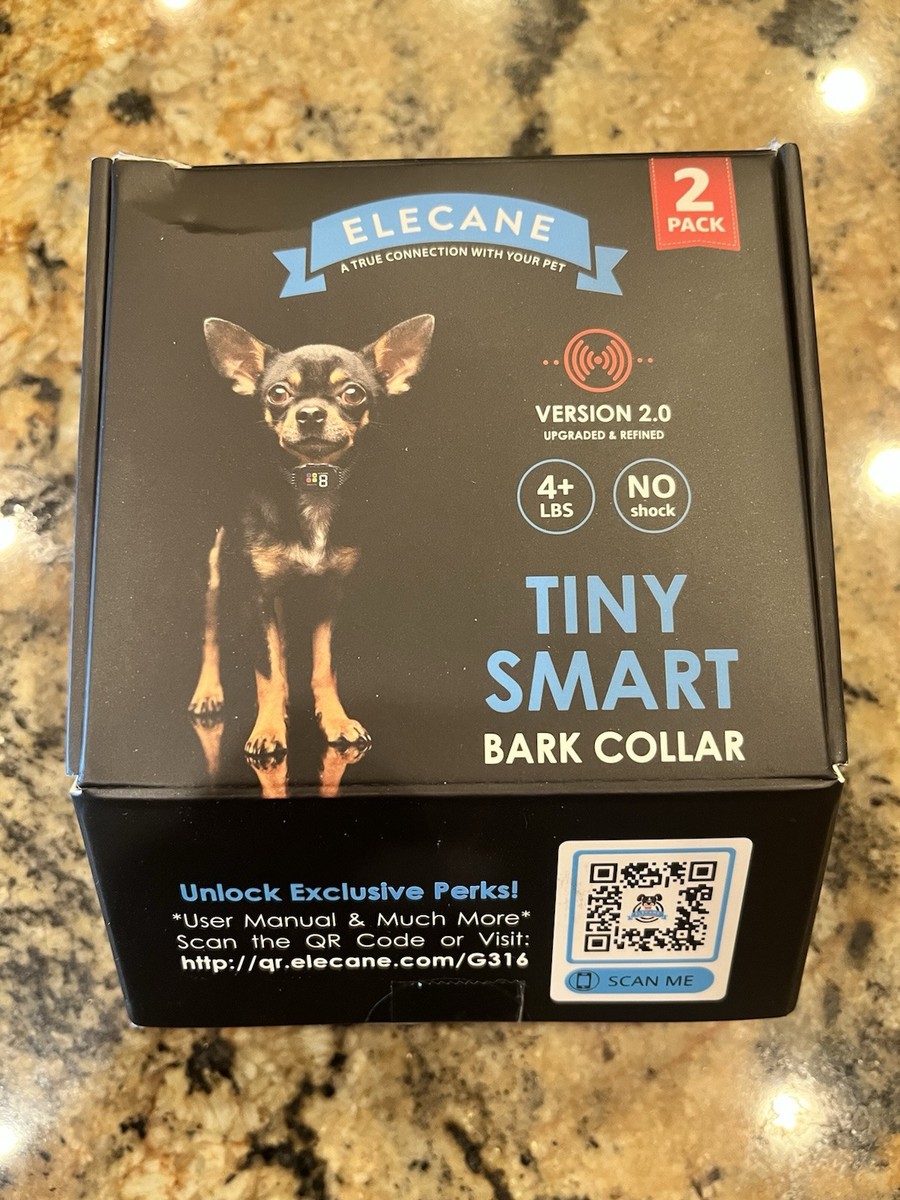 2
PACK
ELECANE
A TRUE CONNECTION WITH YOUR PET
8
VERSION 2.0
UPGRADED & REFINED
4+
LBS
NO
shock
TINY
SMART
BARK COLLAR
Unlock Exclusive Perks!
*User Manual & Much More*
Scan the QR Code or Visit:
http://qr.elecane.com/G316
SCAN ME